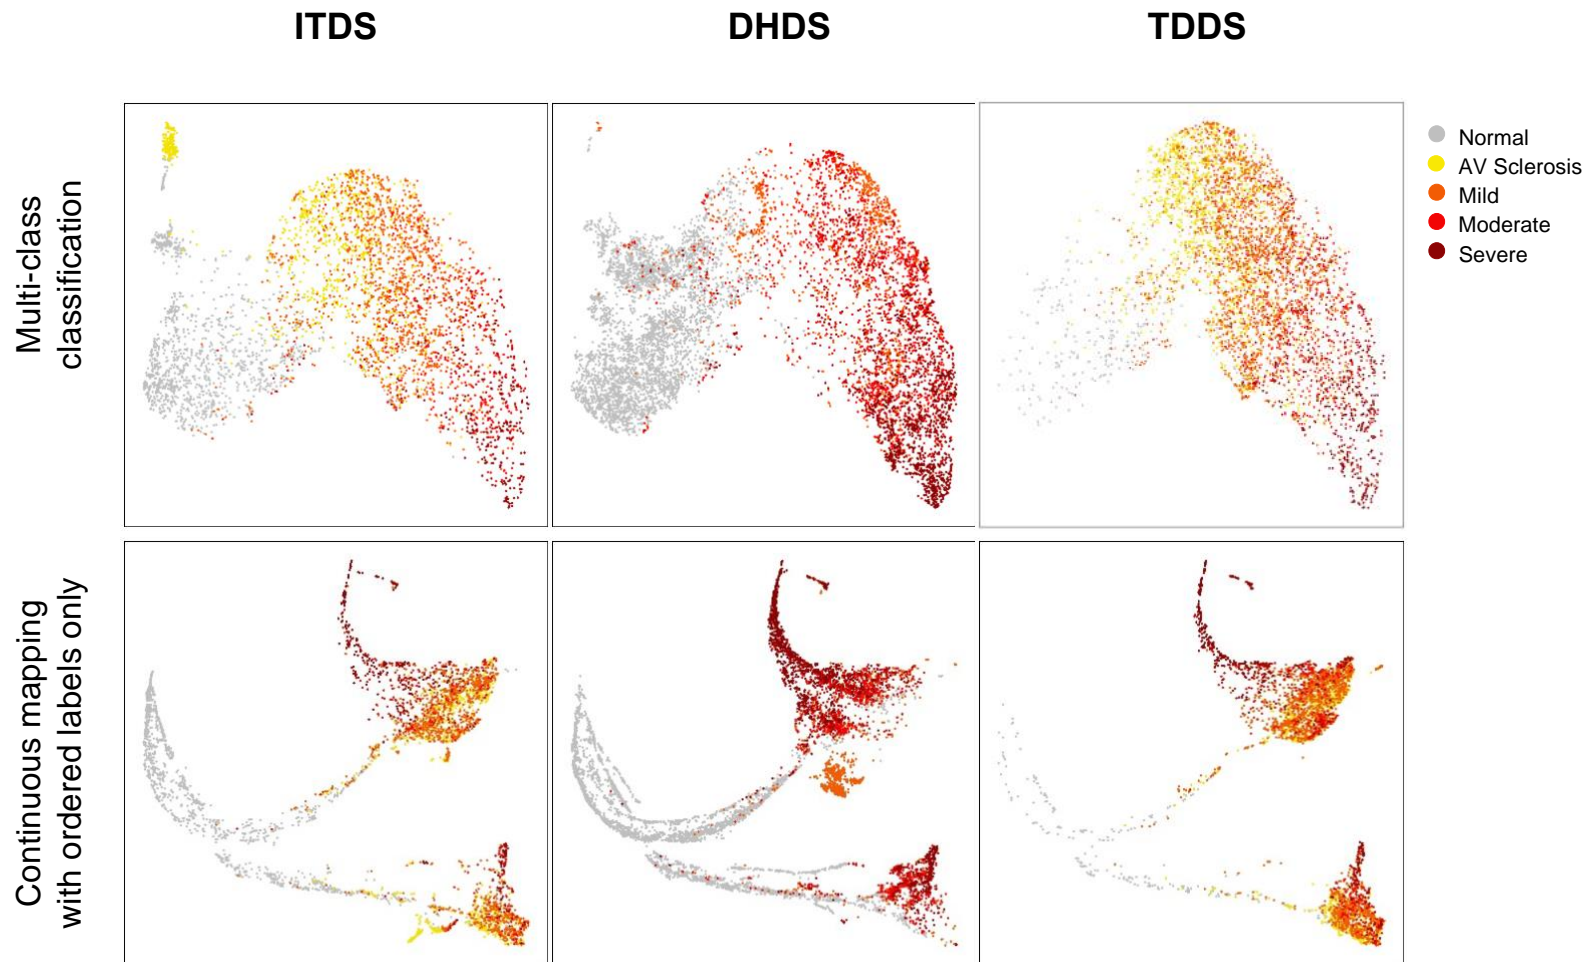 ITDS
DHDS
TDDS
Multi-class
classification
Normal
AV Sclerosis
Mild
Moderate
Severe
Continuous mapping
with ordered labels only